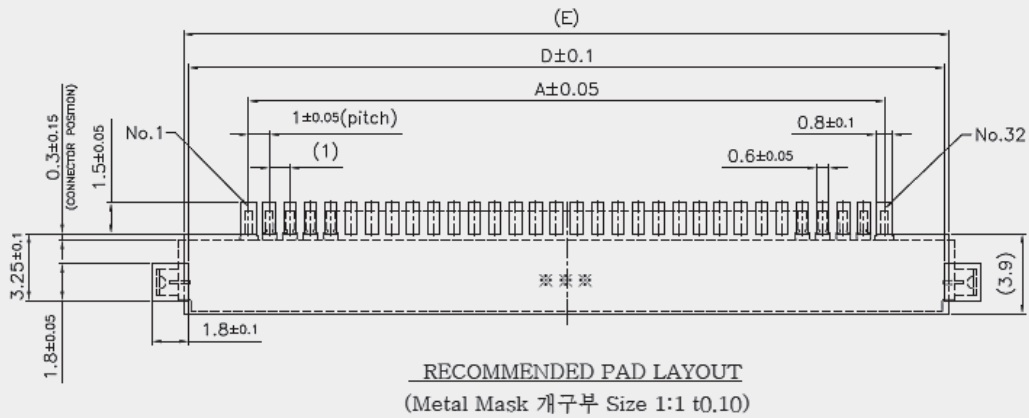 (E)
D±0.1
A±0.05
0.3±0.15
(CONNECTOR POSITION)
1.5±0.05
No.1
1±0.05(pitch)
(1)
0.8±0.1
0.6±0.05
No.32
3.25±0.1
※※※
(3.9)
1.8±0.05
1.8±0.1
RECOMMENDED PAD LAYOUT
(Metal Mask 개구부 Size 1:1 t0.10)